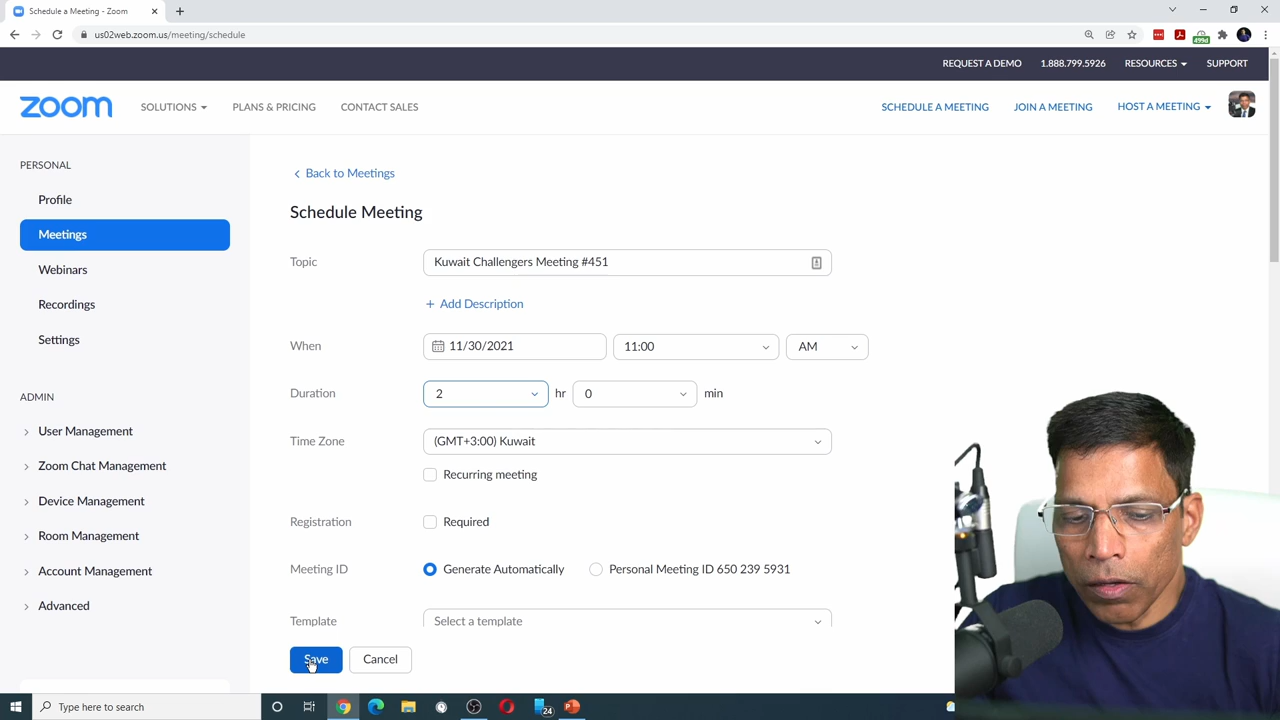 Schedule a Meeting - Zoom
us02web.zoom.us/meeting/schedule
499d
REQUEST A DEMO 1.888.799.5926 RESOURCES SUPPORT
zoom SOLUTIONS PLANS & PRICING CONTACT SALES SCHEDULE A MEETING JOIN A MEETING HOST A MEETING
PERSONAL
Profile
Meetings
Webinars
Recordings
Settings
ADMIN
User Management
Zoom Chat Management
Device Management
Room Management
Account Management
Advanced
Back to Meetings
Schedule Meeting
Topic Kuwait Challengers Meeting #451
+ Add Description
When 11/30/2021 11:00 AM
Duration 2 hr 0 min
Time Zone (GMT+3:00) Kuwait
Recurring meeting
Registration Required
Meeting ID Generate Automatically Personal Meeting ID 650 239 5931
Template Select a template
Save Cancel
Type here to search 24